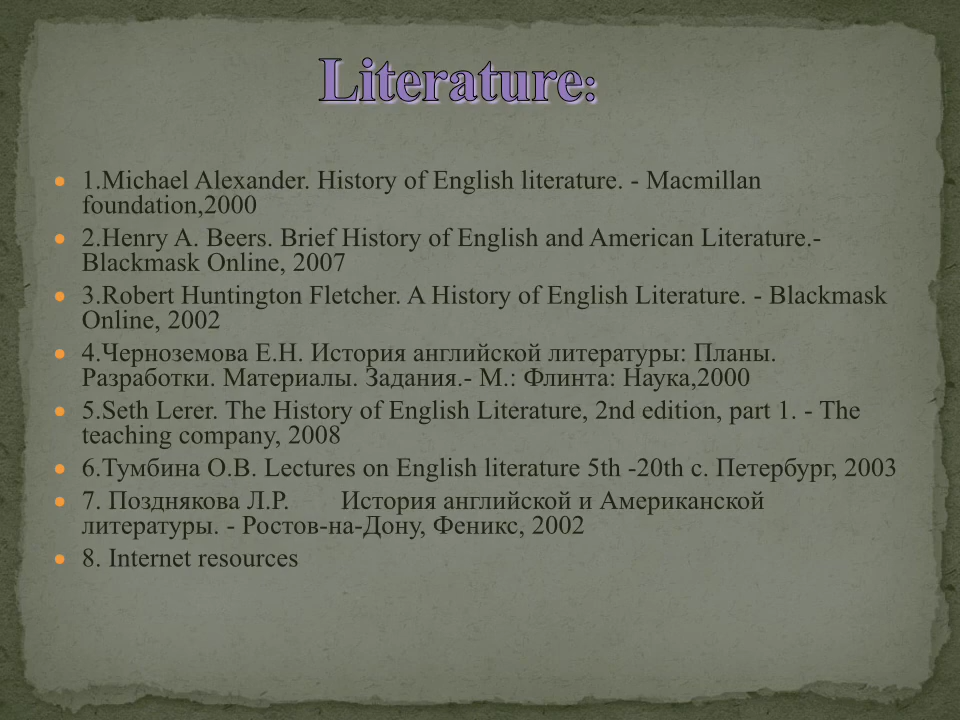 Literature:
• 1.Michael Alexander. History of English literature. - Macmillan
foundation,2000
• 2.Henry A. Beers. Brief History of English and American Literature.-
Blackmask Online, 2007
• 3.Robert Huntington Fletcher. A History of English Literature. - Blackmask
Online, 2002
• 4.Черноземова Е.Н. История английской литературы: Планы.
Разработки. Материалы. Задания.- М.: Флинта: Наука,2000
• 5.Seth Lerer. The History of English Literature, 2nd edition, part 1. - The
teaching company, 2008
• 6.Тумбина О.В. Lectures on English literature 5th -20th c. Петербург, 2003
• 7. Позднякова Л.Р. История английской и Американской
литературы. - Ростов-на-Дону, Феникс, 2002
• 8. Internet resources